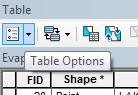 Table
Table Options
Eva
FID Shape *
Point